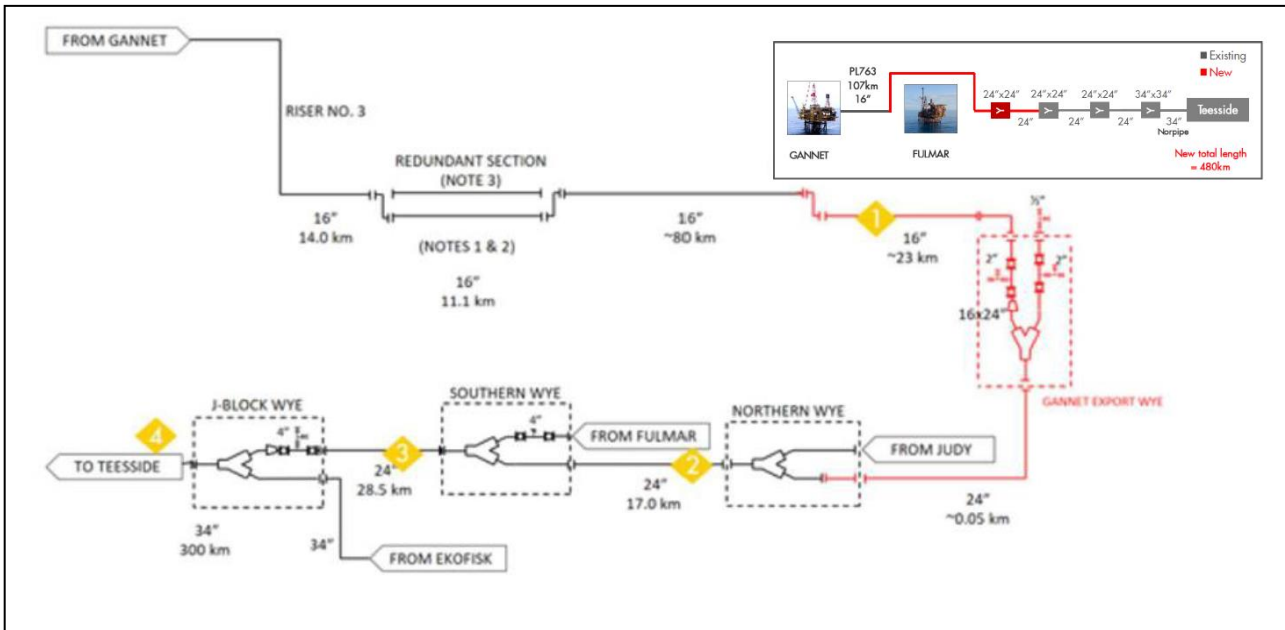 FROM GANNET
RISER NO. 3
REDUNDANT SECTION
(NOTE 3)
16"
14.0 km
(NOTES 1 & 2)
16"
11.1 km
16"
~80 km
1
16"
~23 km
Existing
New
PL763
107km
16"
GANNET
FULMAR
24"x24"
24"x24"
24"x24"
34"x34"
Y
Y
Y
Y
Teesside
24"
24"
24"
34"
Norpipe
New total length
= 480km
½"
2"
2"
16x24"
GANNET EXPORT WYE
J-BLOCK WYE
SOUTHERN WYE
NORTHERN WYE
4
4"
3
4"
FROM FULMAR
2
FROM JUDY
TO TEESSIDE
24"
28.5 km
24"
17.0 km
24"
~0.05 km
34"
300 km
34"
FROM EKOFISK